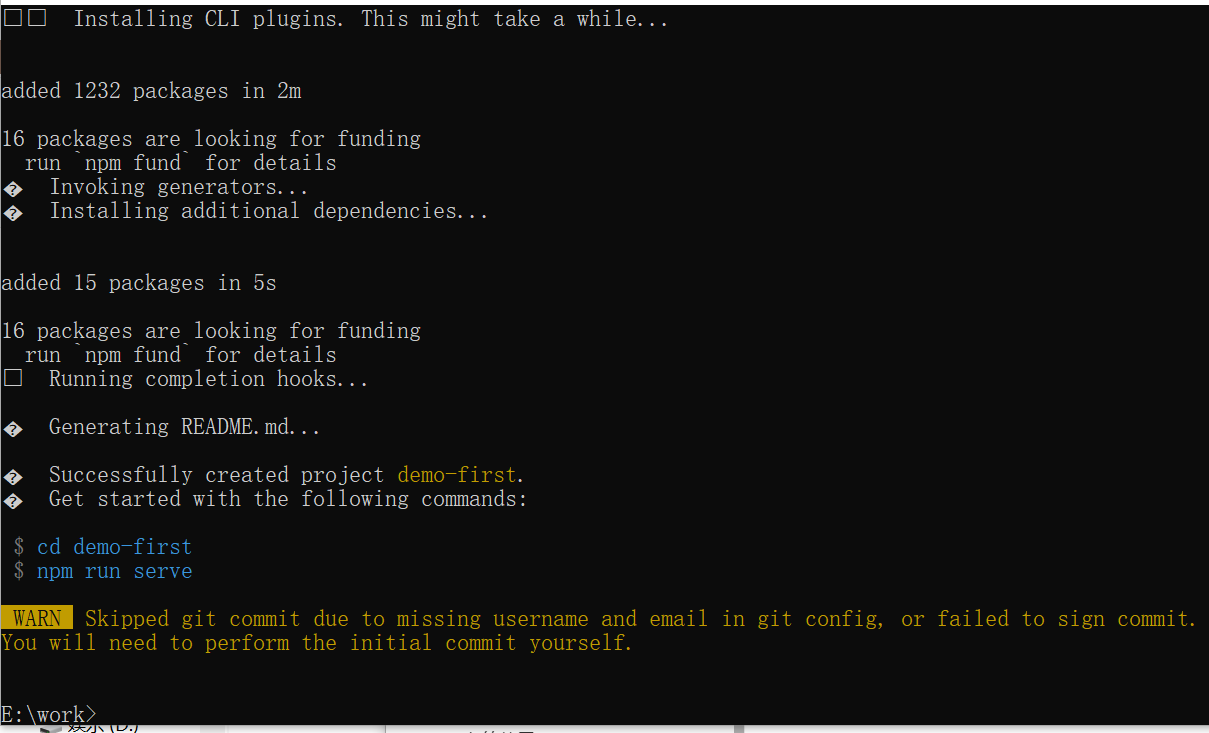 Installing CLI plugins. This might take a while...
added 1232 packages in 2m
16 packages are looking for funding
run `npm fund` for details
Invoking generators...
Installing additional dependencies...
added 15 packages in 5s
16 packages are looking for funding
run `npm fund` for details
Running completion hooks...
Generating README.md...
Successfully created project demo-first.
Get started with the following commands:
$ cd demo-first
$ npm run serve
WARN Skipped git commit due to missing username and email in git config, or failed to sign commit.
You will need to perform the initial commit yourself.
E:\work>
娱乐 (D:)